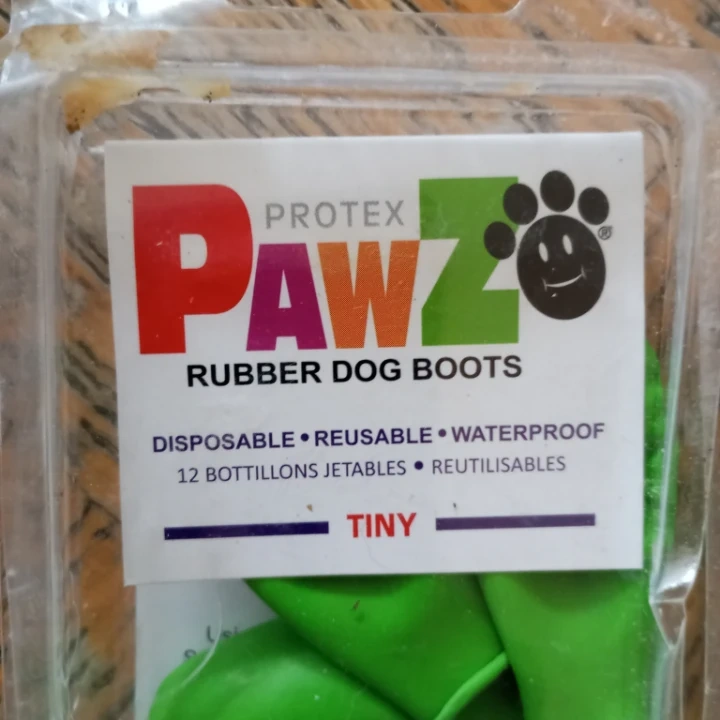 PROTEX
PAWZ®
RUBBER DOG BOOTS
DISPOSABLE • REUSABLE • WATERPROOF
12 BOTTILLONS JETABLES • REUTILISABLES
TINY